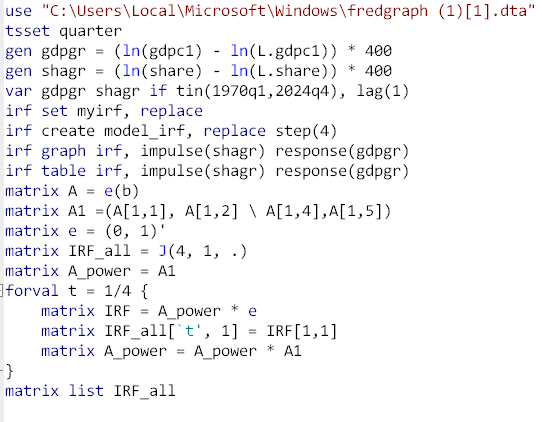 use "C:\Users\Local\Microsoft\Windows\fredgraph (1)[1].dta"
tsset quarter
gen gdpgr = (ln(gdpc1) - ln(L.gdpc1)) * 400
gen shagr = (ln(share) - ln(L.share)) * 400
var gdpgr shagr if tin(1970q1,2024q4), lag(1)
irf set myirf, replace
irf create model_irf, replace step(4)
irf graph irf, impulse(shagr) response(gdpgr)
irf table irf, impulse(shagr) response(gdpgr)
matrix A = e(b)
matrix A1 =(A[1,1], A[1,2] \ A[1,4],A[1,5])
matrix e = (0, 1)'
matrix IRF_all = J(4, 1, .)
matrix A_power = A1
forval t = 1/4 {
    matrix IRF = A_power * e
    matrix IRF_all[`t', 1] = IRF[1,1]
    matrix A_power = A_power * A1
}
matrix list IRF_all